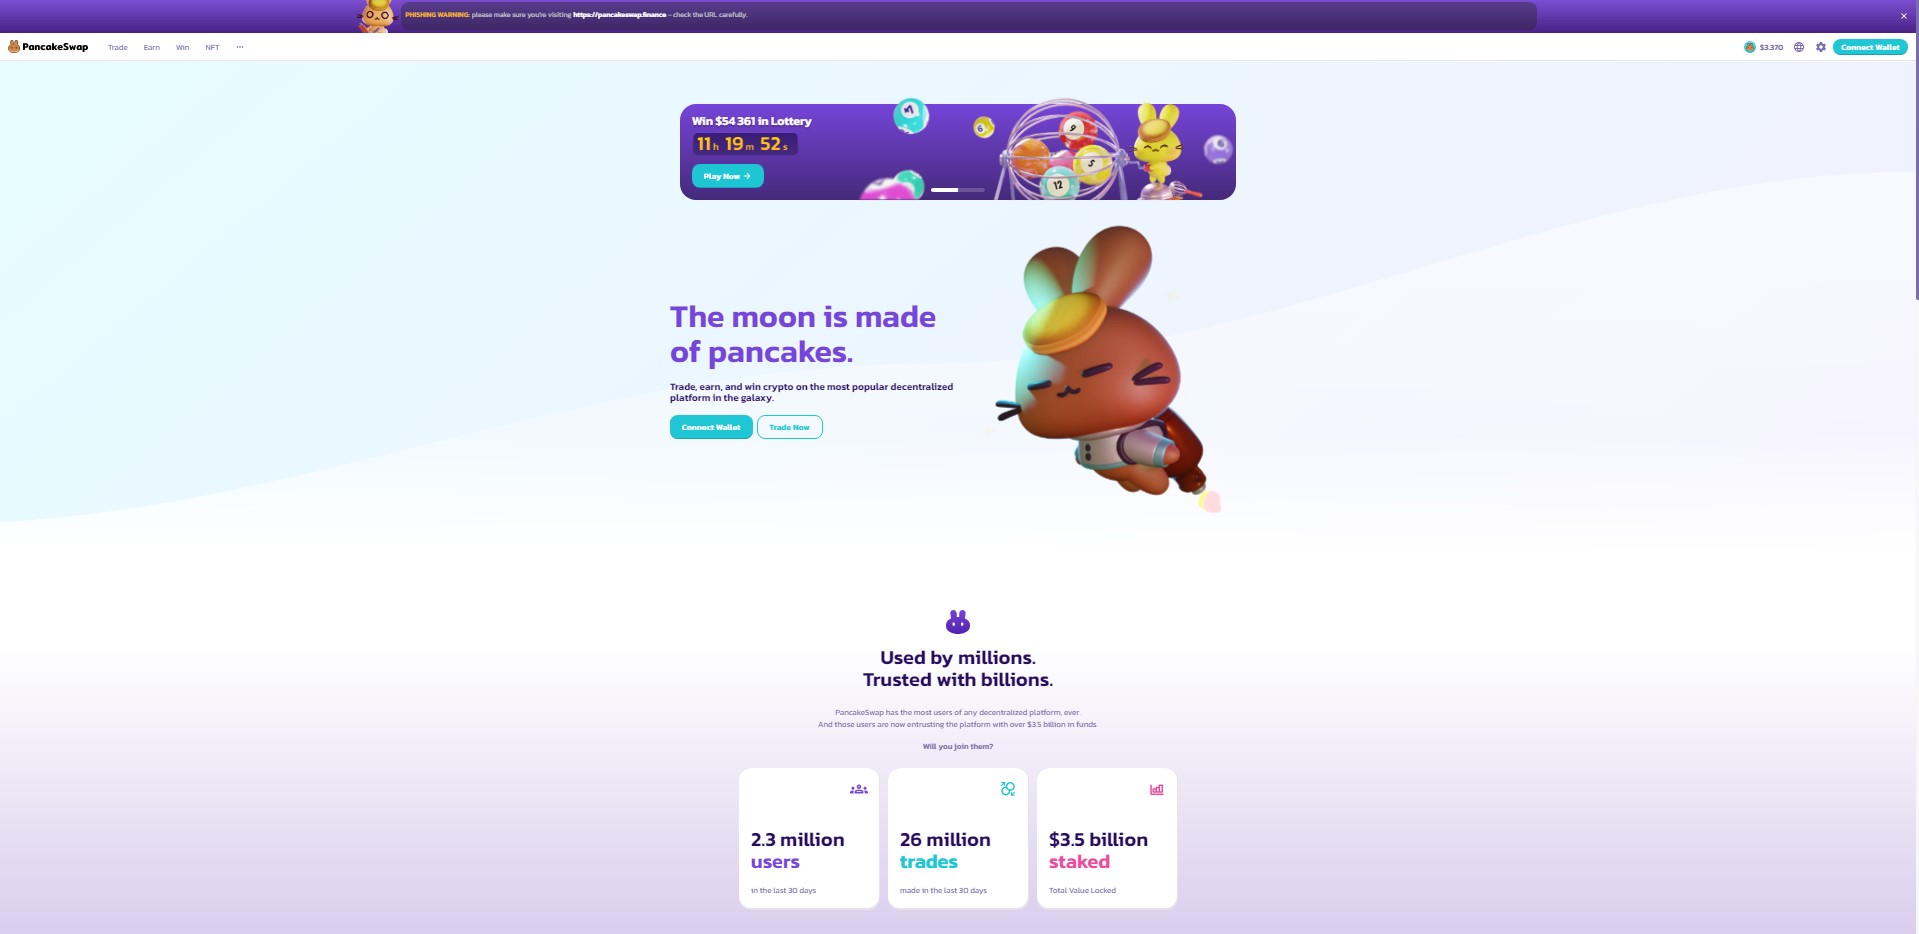 PHISHING WARNING: please make sure you're visiting https://pancakeswap.finance - check the URL carefully.
PancakeSwap
Trade
Earn
Win
NFT
$3.370
Connect Wallet
Win $54 361 in Lottery
11h 19m 52s
Play Now
6
9
5
12
The moon is made
of pancakes.
Trade, earn, and win crypto on the most popular decentralized
platform in the galaxy.
Connect Wallet
Trade Now
Used by millions.
Trusted with billions.
PancakeSwap has the most users of any decentralized platform, ever.
And those users are now entrusting the platform with over $3.5 billion in funds.
Will you join them?
2.3 million
users
in the last 30 days
26 million
trades
made in the last 30 days
$3.5 billion
staked
Total Value Locked